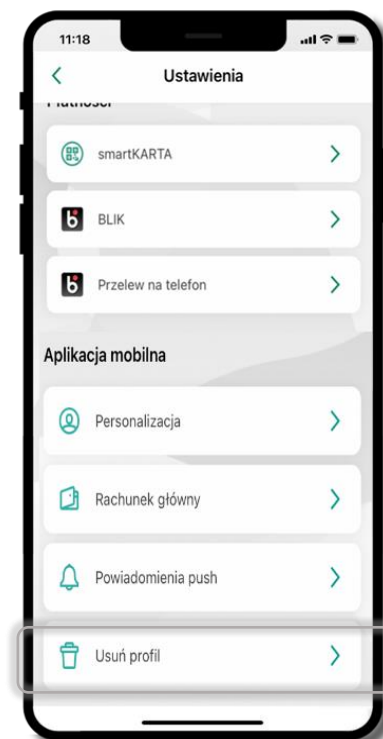 11:18
Ustawienia
smartKARTA
BLIK
Przelew na telefon
Aplikacja mobilna
Personalizacja
Rachunek główny
Powiadomienia push
Usuń profil